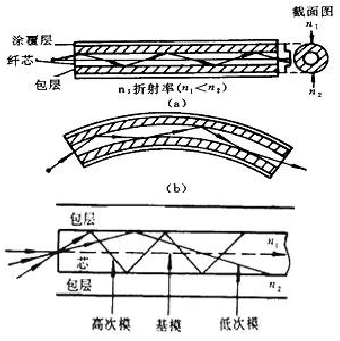 截面图
n₁
涂覆层
纤芯
包层
n₂
n₁折射率(n₁<n₂)
(a)
(b)
包层
n₁
芯
包层
n₂
高次模
基模
低次模